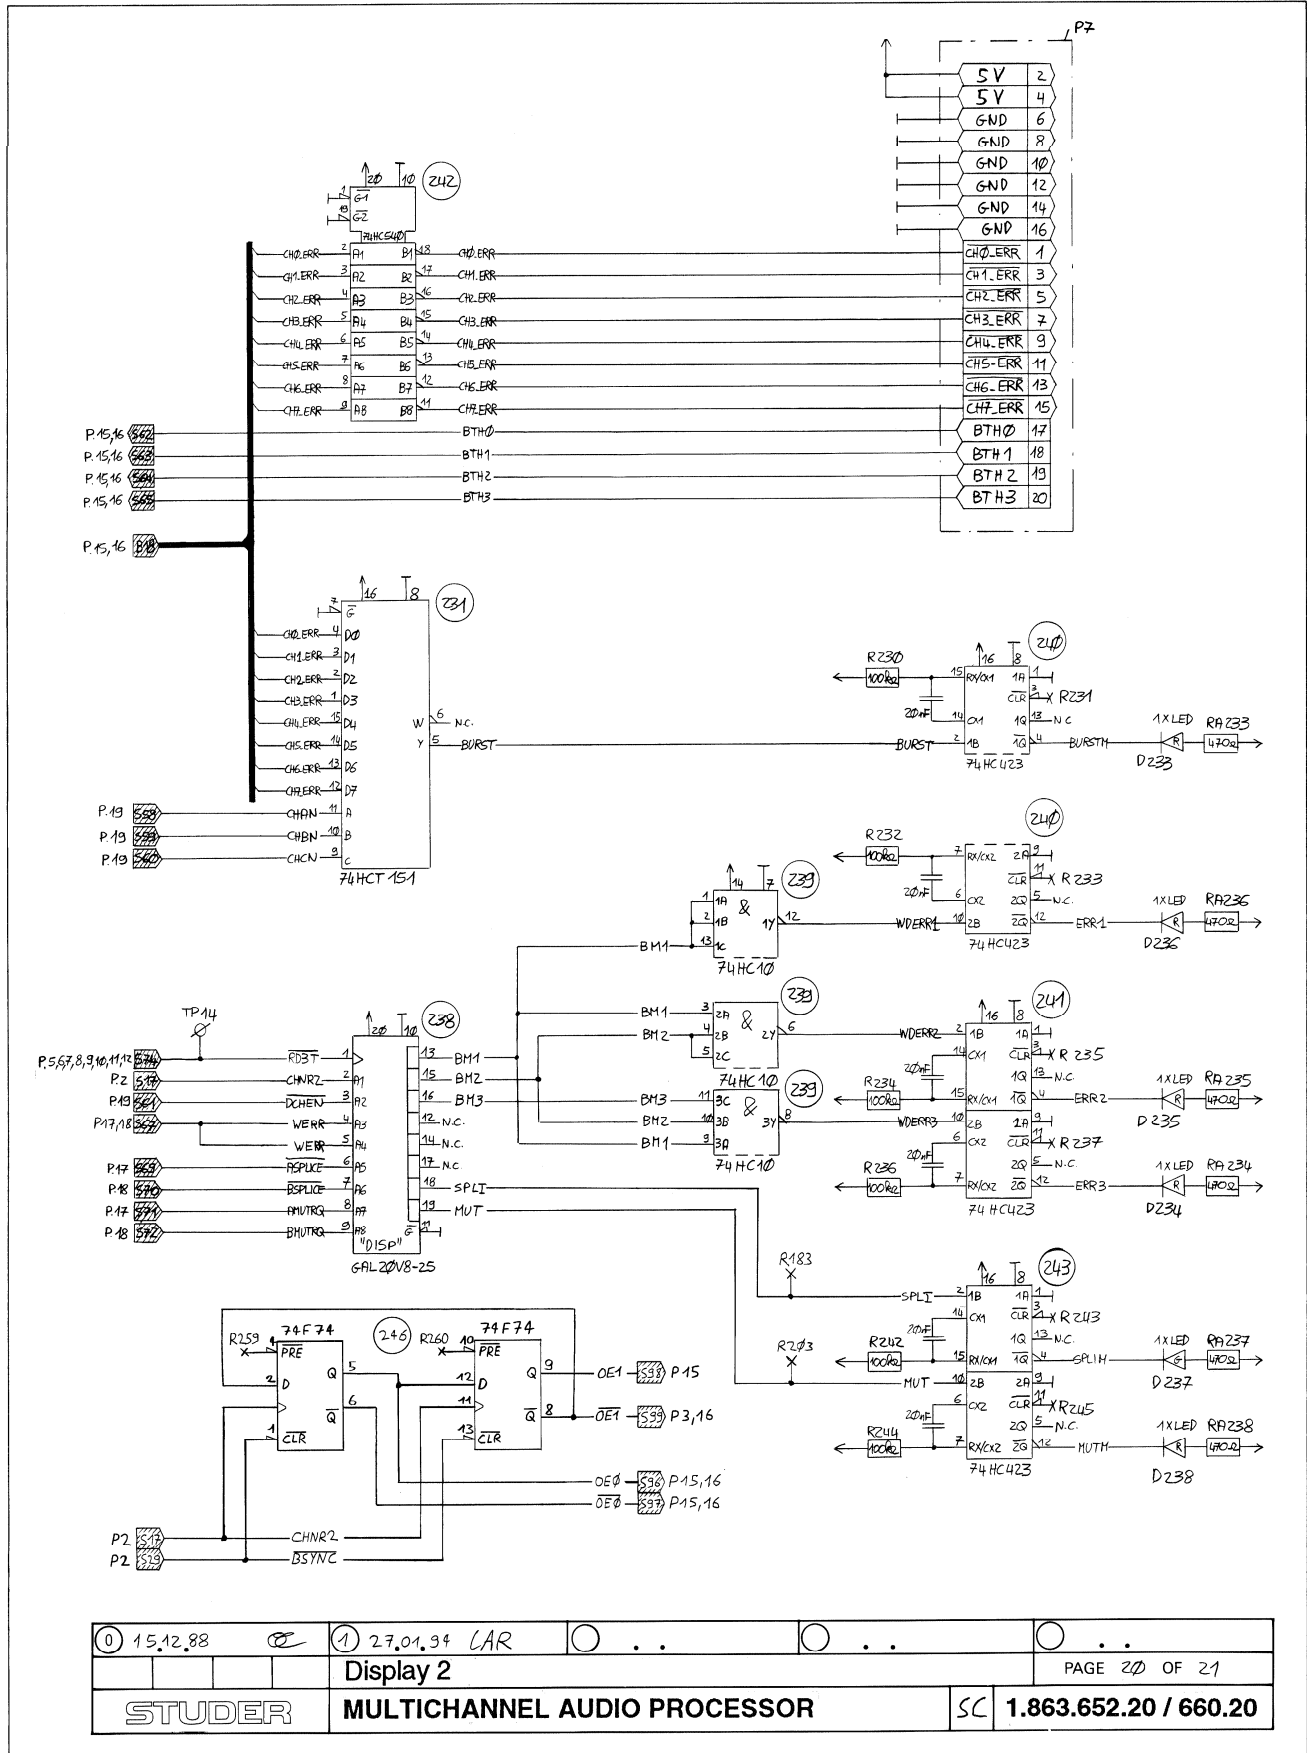 P7
5V 2
5V 4
GND 6
GND 8
GND 10
GND 12
GND 14
GND 16
CH0_ERR 1
CH1_ERR 3
CH2_ERR 5
CH3_ERR 7
CH4_ERR 9
CH5-ERR 11
CH6_ERR 13
CH7_ERR 15
BTH0 17
BTH1 18
BTH2 19
BTH3 20
20 10 242
1 G1
19 G2
74HC540
CH0_ERR 2 A1 B1 18 CH0_ERR
CH1_ERR 3 A2 B2 17 CH1_ERR
CH2_ERR 4 A3 B3 16 CH2_ERR
CH3_ERR 5 A4 B4 15 CH3_ERR
CH4_ERR 6 A5 B5 14 CH4_ERR
CH5_ERR 7 A6 B6 13 CH5_ERR
CH6_ERR 8 A7 B7 12 CH6_ERR
CH7_ERR 9 A8 B8 11 CH7_ERR
P.15,16 S62 BTH0
P.15,16 S63 BTH1
P.15,16 S64 BTH2
P.15,16 S65 BTH3
P.15,16 B18
16 8 231
7 G
CH0_ERR 4 D0
CH1_ERR 3 D1
CH2_ERR 2 D2
CH3_ERR 1 D3
CH4_ERR 15 D4
CH5_ERR 14 D5
CH6_ERR 13 D6
CH7_ERR 12 D7
W 6 N.C.
Y 5 BURST
P.19 S58 CHAN 11 A
P.19 S59 CHBN 10 B
P.19 S60 CHCN 9 C
74HCT 151
R230
100kΩ
20nF
16 8 240
15 RX/CX1 1A 1
CLR 3 R231
14 CX1 1Q 13 N.C
BURST 2 1B 1Q 4 BURSTM
74HC423
1XLED RA233
R 470Ω
D233
R232
100kΩ
20nF
240
7 RX/CX2 2A 9
CLR 11 R233
6 CX2 2Q 5 N.C.
WDERR1 10 2B 2Q 12 ERR1
74HC423
1XLED RA236
R 470Ω
D236
14 7 239
1 1A &
2 1B 1Y 12
BM1 13 1C
74HC10
239
BM1 3 2A &
BM2 4 2B 2Y 6 WDERR2
5 2C
74HC10
239
BM3 11 3C &
BM2 10 3B 3Y 8 WDERR3
BM1 9 3A
74HC10
TP14
20 10 238
P.5,6,7,8,9,10,11,12 S74 RD3T 1 13 BM1
P.2 S17 CHNR2 2 A1 15 BM2
P.19 S61 DCHEN 3 A2 16 BM3
P17,18 S67 WERR 4 A3 12 N.C.
WERR 5 A4 14 N.C.
P.17 S69 ASPLICE 6 A5 17 N.C
P.18 S70 BSPLICE 7 A6 18 SPLI
P.17 S71 AMUTRQ 8 A7 19 MUT
P.18 S72 BMUTRQ 9 A8 G 11
"DISP"
GAL20V8-25
16 8 241
2 1B 1A 1
14 CX1 CLR 3 R235
20nF
1Q 13 N.C.
R234
100kΩ
15 RX/CX1 1Q 4 ERR2
10 2B 2A 9
6 CX2 CLR 11 R237
20nF
2Q 5 N.C.
R236
100kΩ
7 RX/CX2 2Q 12 ERR3
74HC423
1XLED RA235
R 470Ω
D235
1XLED RA234
R 470Ω
D234
R183
R203
16 8 243
SPLI 2 1B 1A 1
14 CX1 CLR 3 R243
20nF
1Q 13 N.C.
R242
100kΩ
15 RX/CX1 1Q 4 SPLIM
MUT 10 2B 2A 9
6 CX2 CLR 11 R245
20nF
2Q 5 N.C.
R244
100kΩ
7 RX/CX2 2Q 12 MUTM
74HC423
1XLED RA237
G 470Ω
D237
1XLED RA238
R 470Ω
D238
74F74 246 74F74
R259 4 PRE
R260 10 PRE
2 D Q 5
12 D Q 9 OE1 S98 P15
Q 6
11 Q 8 OE1 S99 P3,16
1 CLR
13 CLR
OE0 S96 P15,16
OE0 S97 P15,16
P2 S17 CHNR2
P2 S29 BSYNC
0 15.12.88 1 27.01.94 LAR . . . . . .
Display 2 PAGE 20 OF 21
STUDER MULTICHANNEL AUDIO PROCESSOR SC 1.863.652.20 / 660.20